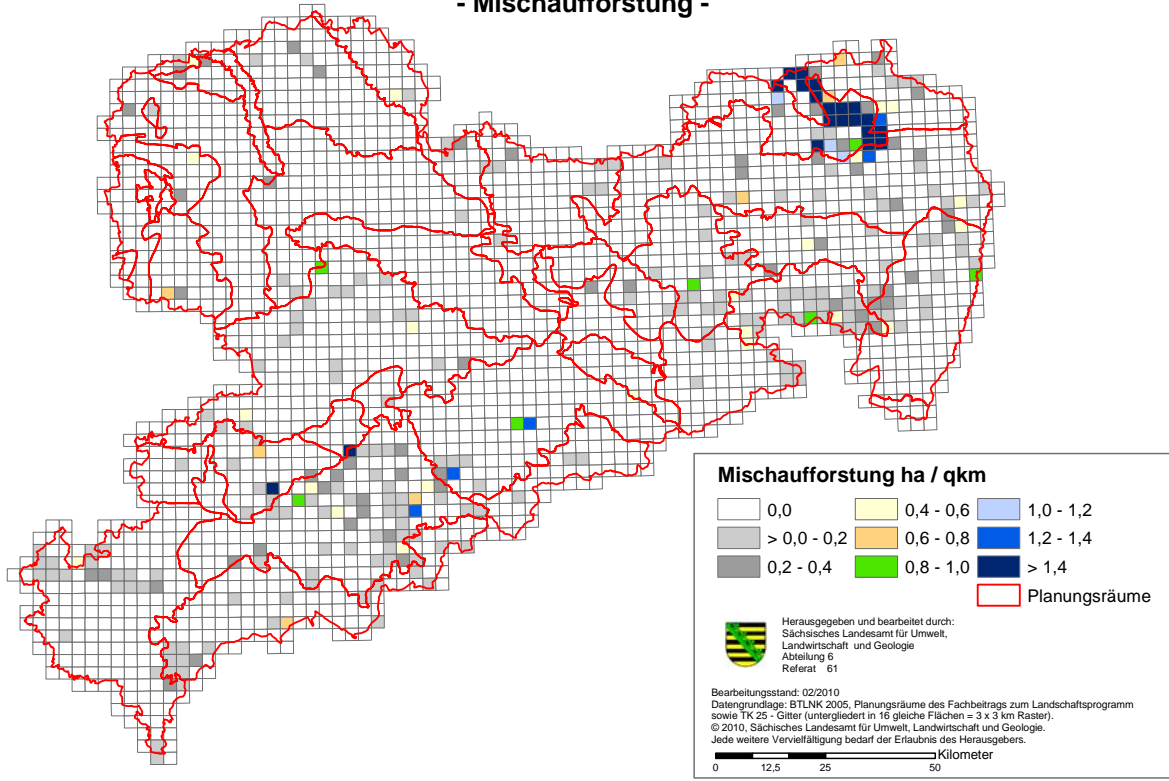 - Mischaufforstung -
Mischaufforstung ha / qkm
0,0
> 0,0 - 0,2
0,2 - 0,4
0,4 - 0,6
0,6 - 0,8
0,8 - 1,0
1,0 - 1,2
1,2 - 1,4
> 1,4
Planungsräume
Herausgegeben und bearbeitet durch:
Sächsisches Landesamt für Umwelt,
Landwirtschaft und Geologie
Abteilung 6
Referat 61
Bearbeitungsstand: 02/2010
Datengrundlage: BTLNK 2005, Planungsräume des Fachbeitrags zum Landschaftsprogramm
sowie TK 25 - Gitter (untergliedert in 16 gleiche Flächen = 3 x 3 km Raster).
© 2010, Sächsisches Landesamt für Umwelt, Landwirtschaft und Geologie.
Jede weitere Vervielfältigung bedarf der Erlaubnis des Herausgebers.
Kilometer
0 12,5 25 50